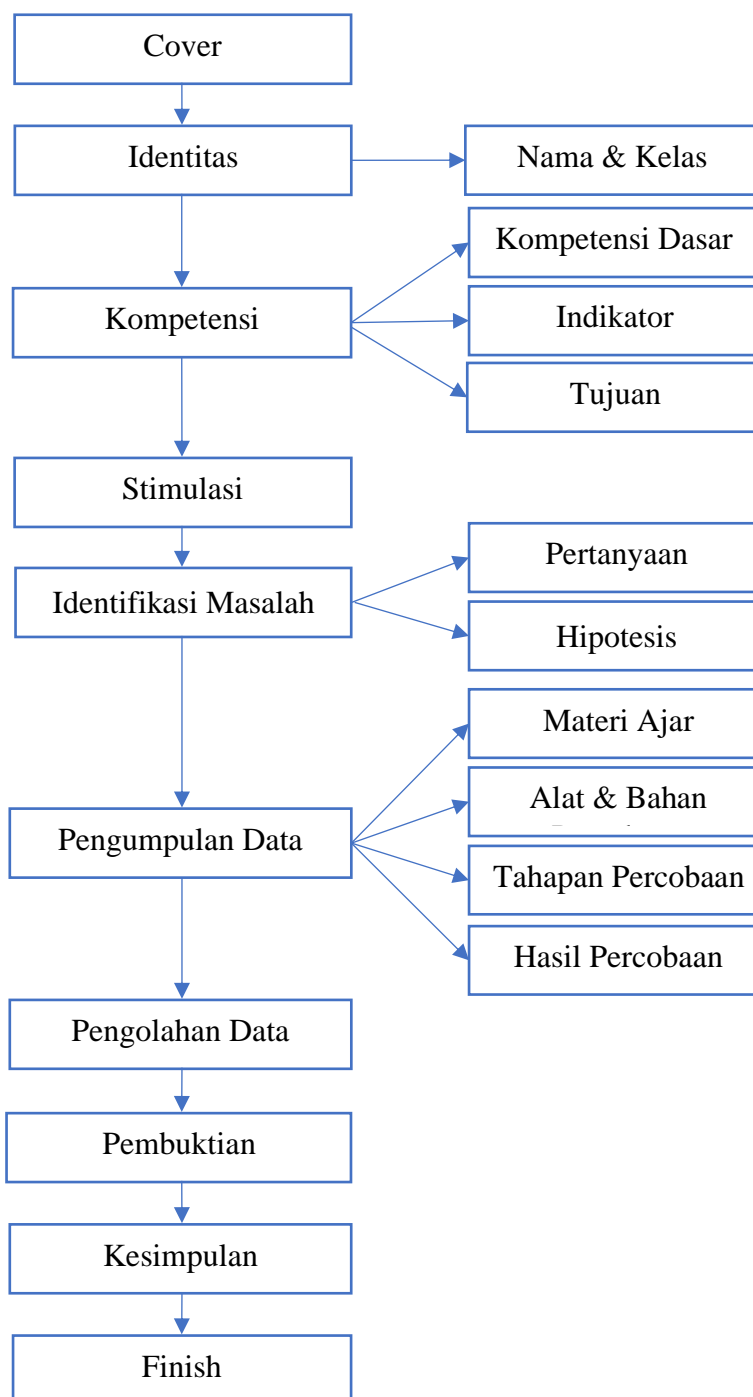 Cover
Identitas
Nama & Kelas
Kompetensi
Kompetensi Dasar
Indikator
Tujuan
Stimulasi
Identifikasi Masalah
Pertanyaan
Hipotesis
Pengumpulan Data
Materi Ajar
Alat & Bahan
Tahapan Percobaan
Hasil Percobaan
Pengolahan Data
Pembuktian
Kesimpulan
Finish